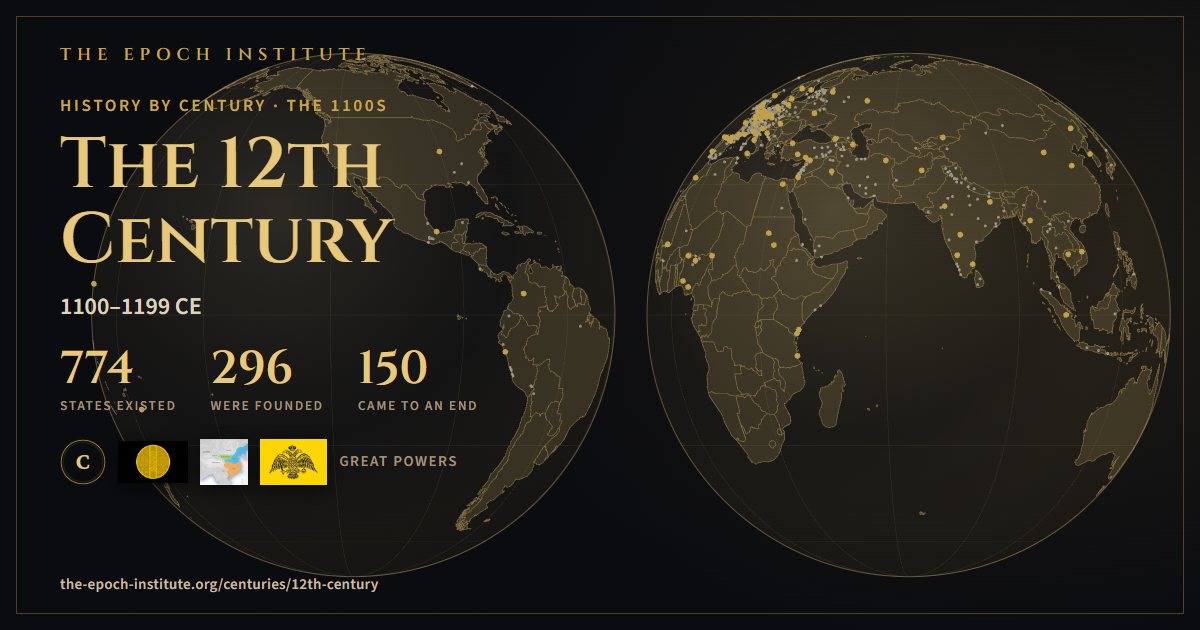 THE EPOCH INSTITUTE
HISTORY BY CENTURY · THE 1100S
THE 12TH
CENTURY
1100–1199 CE
774 296 150
STATES EXISTED WERE FOUNDED CAME TO AN END
C GREAT POWERS
the-epoch-institute.org/centuries/12th-century